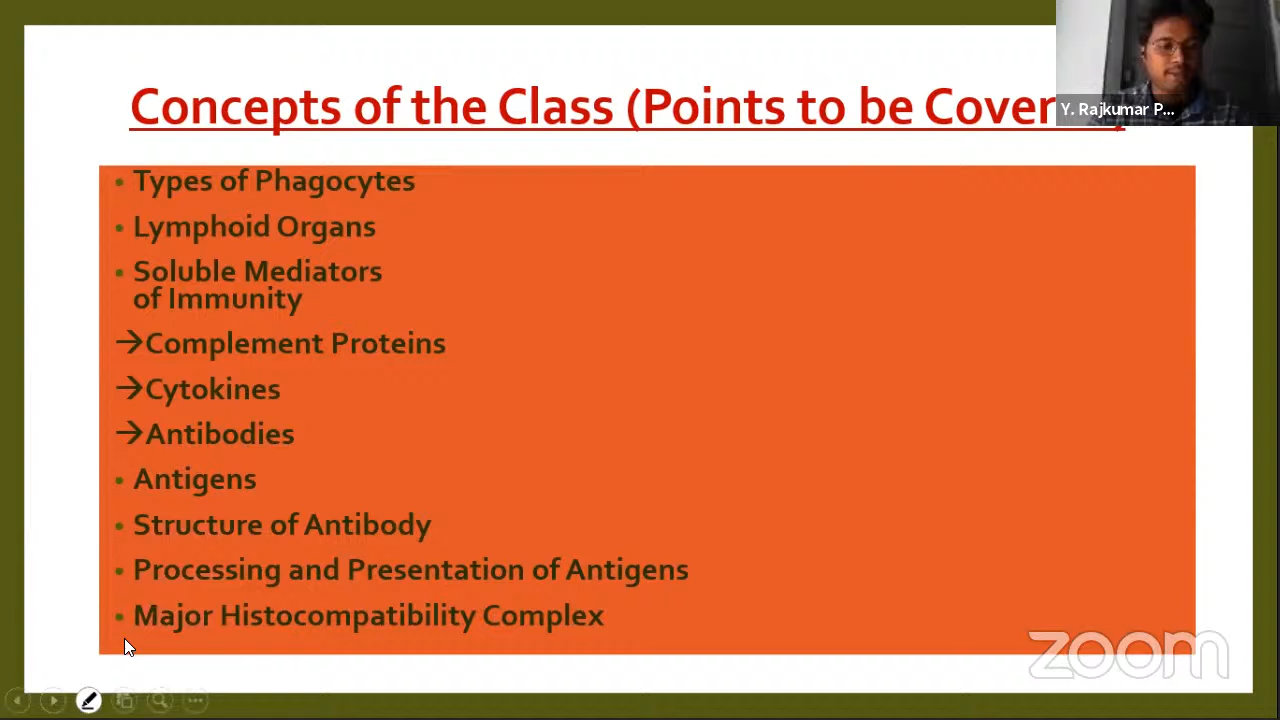 Concepts of the Class (Points to be Cover
Y. Rajkumar P...
• Types of Phagocytes
• Lymphoid Organs
• Soluble Mediators
of Immunity
→Complement Proteins
→Cytokines
→Antibodies
• Antigens
• Structure of Antibody
• Processing and Presentation of Antigens
• Major Histocompatibility Complex
zoom